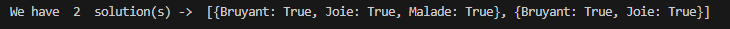 We have  2  solution(s) ->  [{Bruyant: True, Joie: True, Malade: True}, {Bruyant: True, Joie: True}]